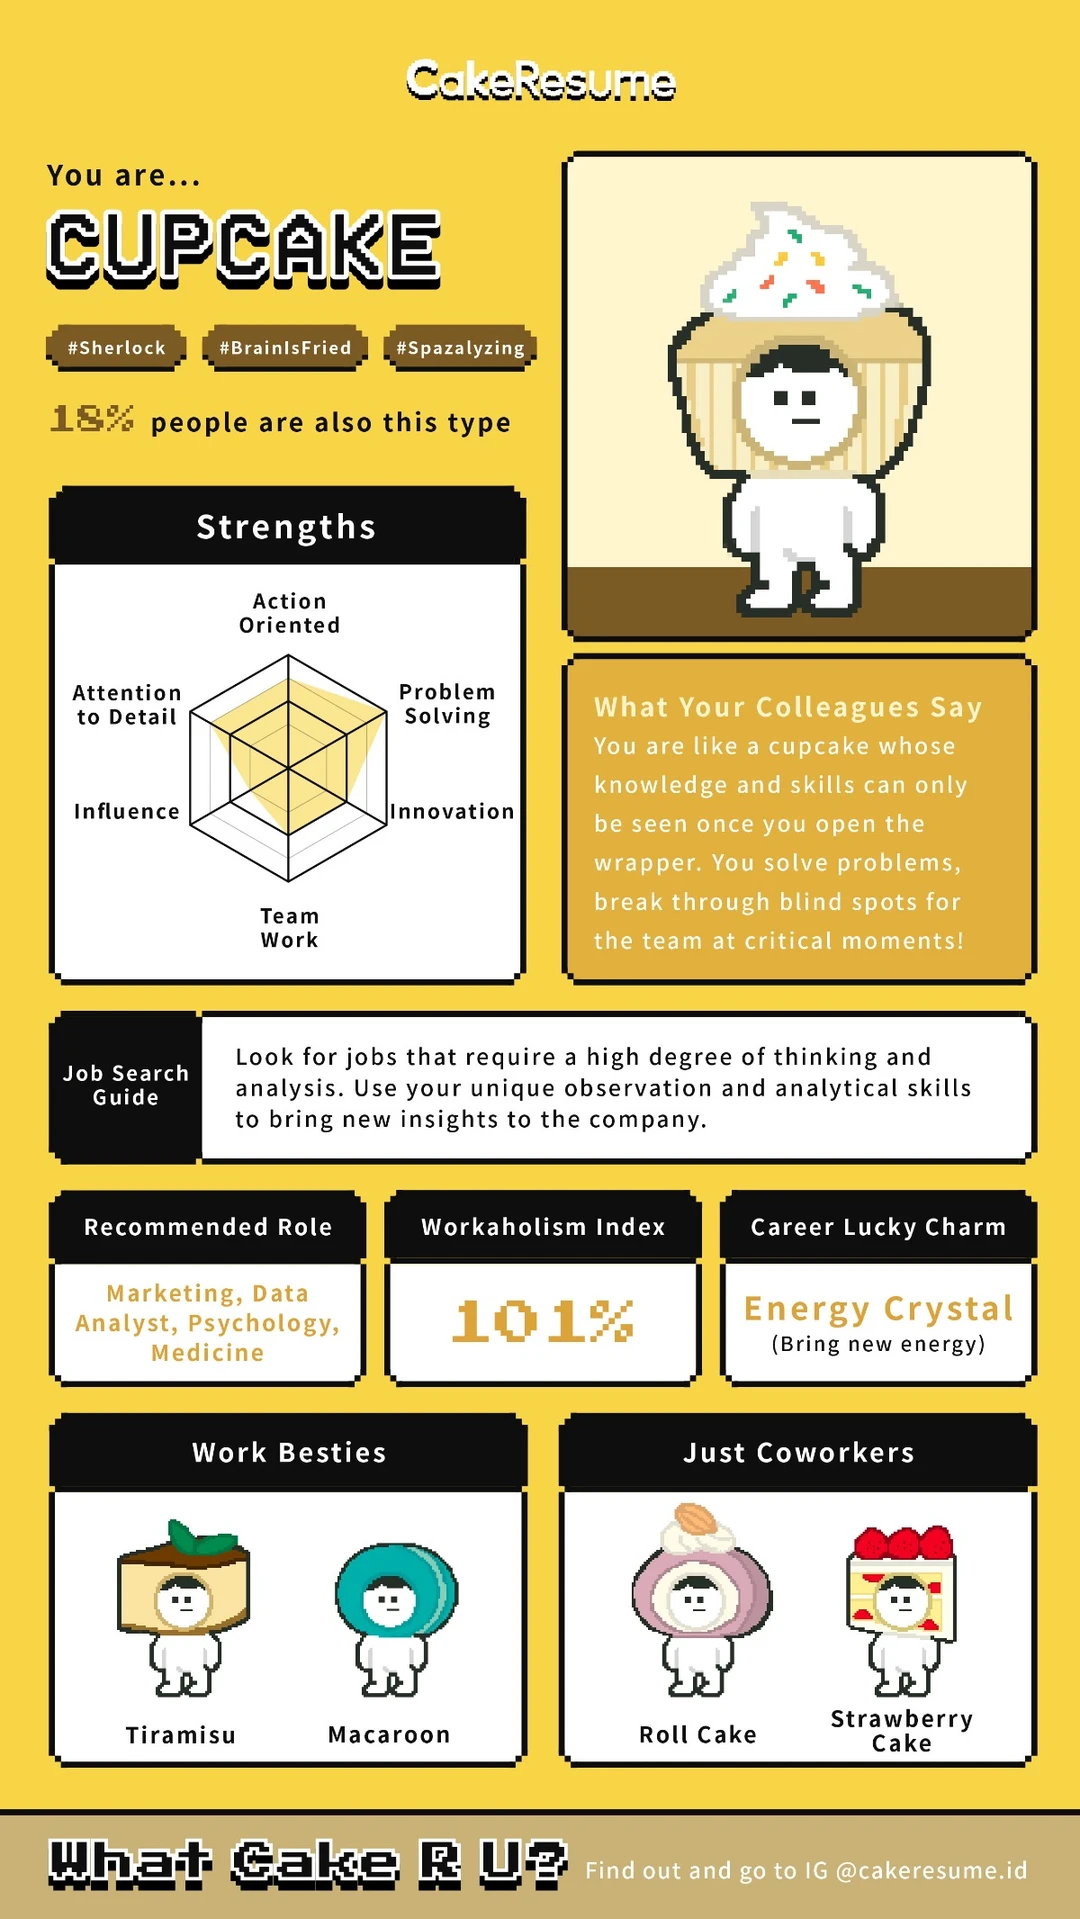 CakeResume
You are...
CUPCAKE
#Sherlock
#BrainIsFried
#Spazalyzing
18% people are also this type
Strengths
Action
Oriented
Attention
to Detail
Problem
Solving
Influence
Innovation
Team
Work
What Your Colleagues Say
You are like a cupcake whose
knowledge and skills can only
be seen once you open the
wrapper. You solve problems,
break through blind spots for
the team at critical moments!
Job Search
Guide
Look for jobs that require a high degree of thinking and
analysis. Use your unique observation and analytical skills
to bring new insights to the company.
Recommended Role
Marketing, Data
Analyst, Psychology,
Medicine
Workaholism Index
101%
Career Lucky Charm
Energy Crystal
(Bring new energy)
Work Besties
Tiramisu
Macaroon
Just Coworkers
Roll Cake
Strawberry
Cake
What Cake R U?
Find out and go to IG @cakeresume.id